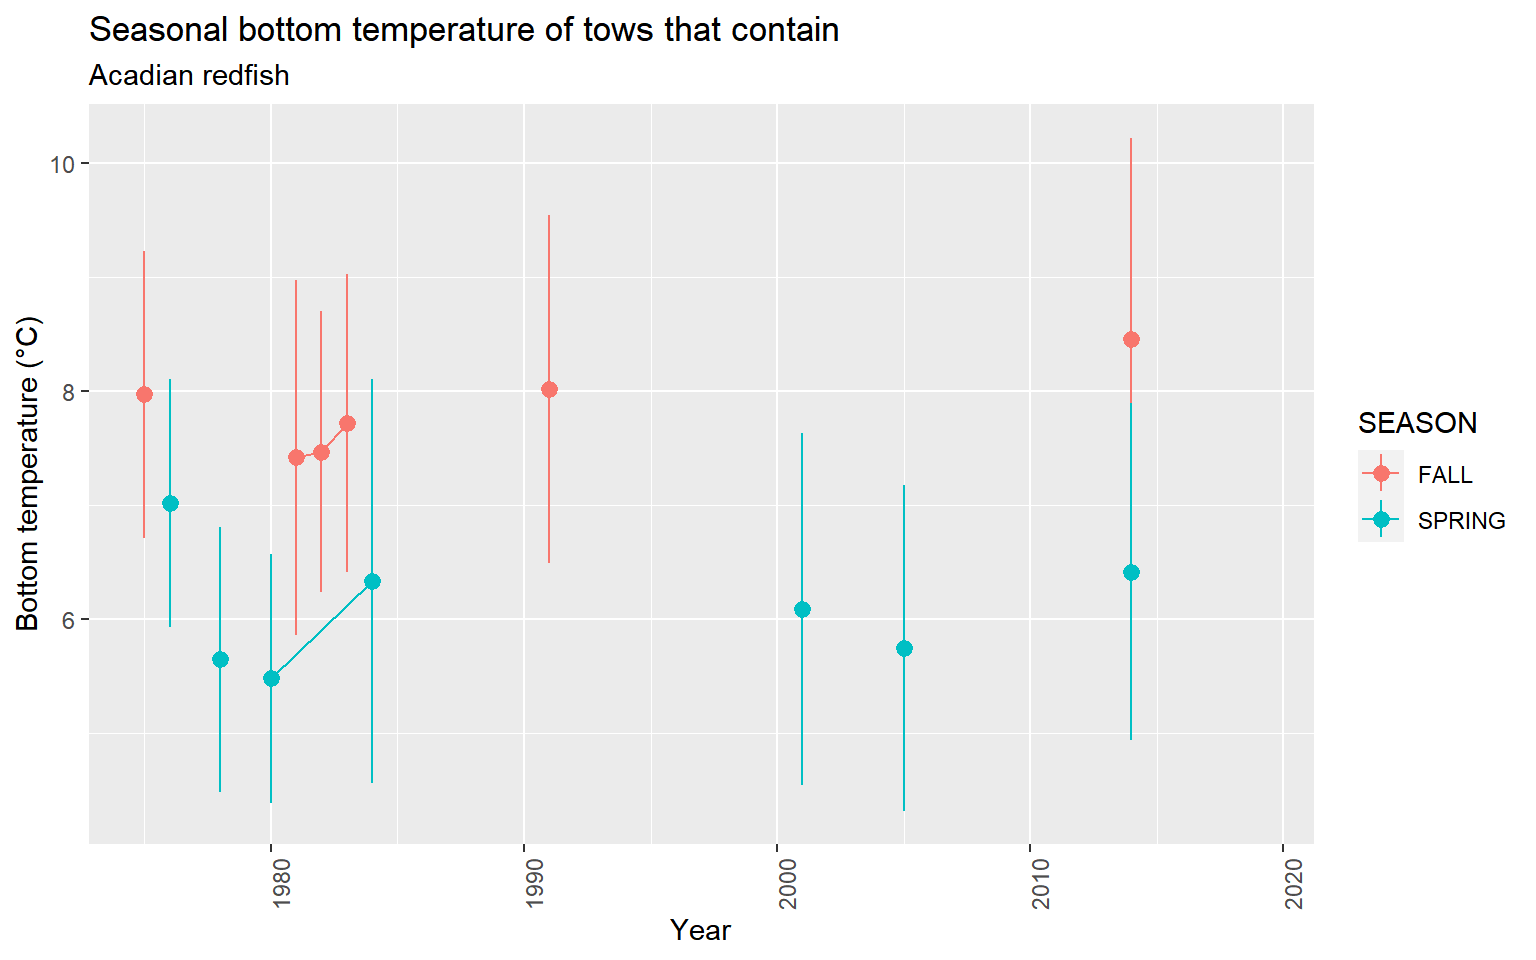 Seasonal bottom temperature of tows that contain
Acadian redfish
Bottom temperature (°C)
10
8
6
1980
1990
2000
2010
2020
Year
SEASON
FALL
SPRING